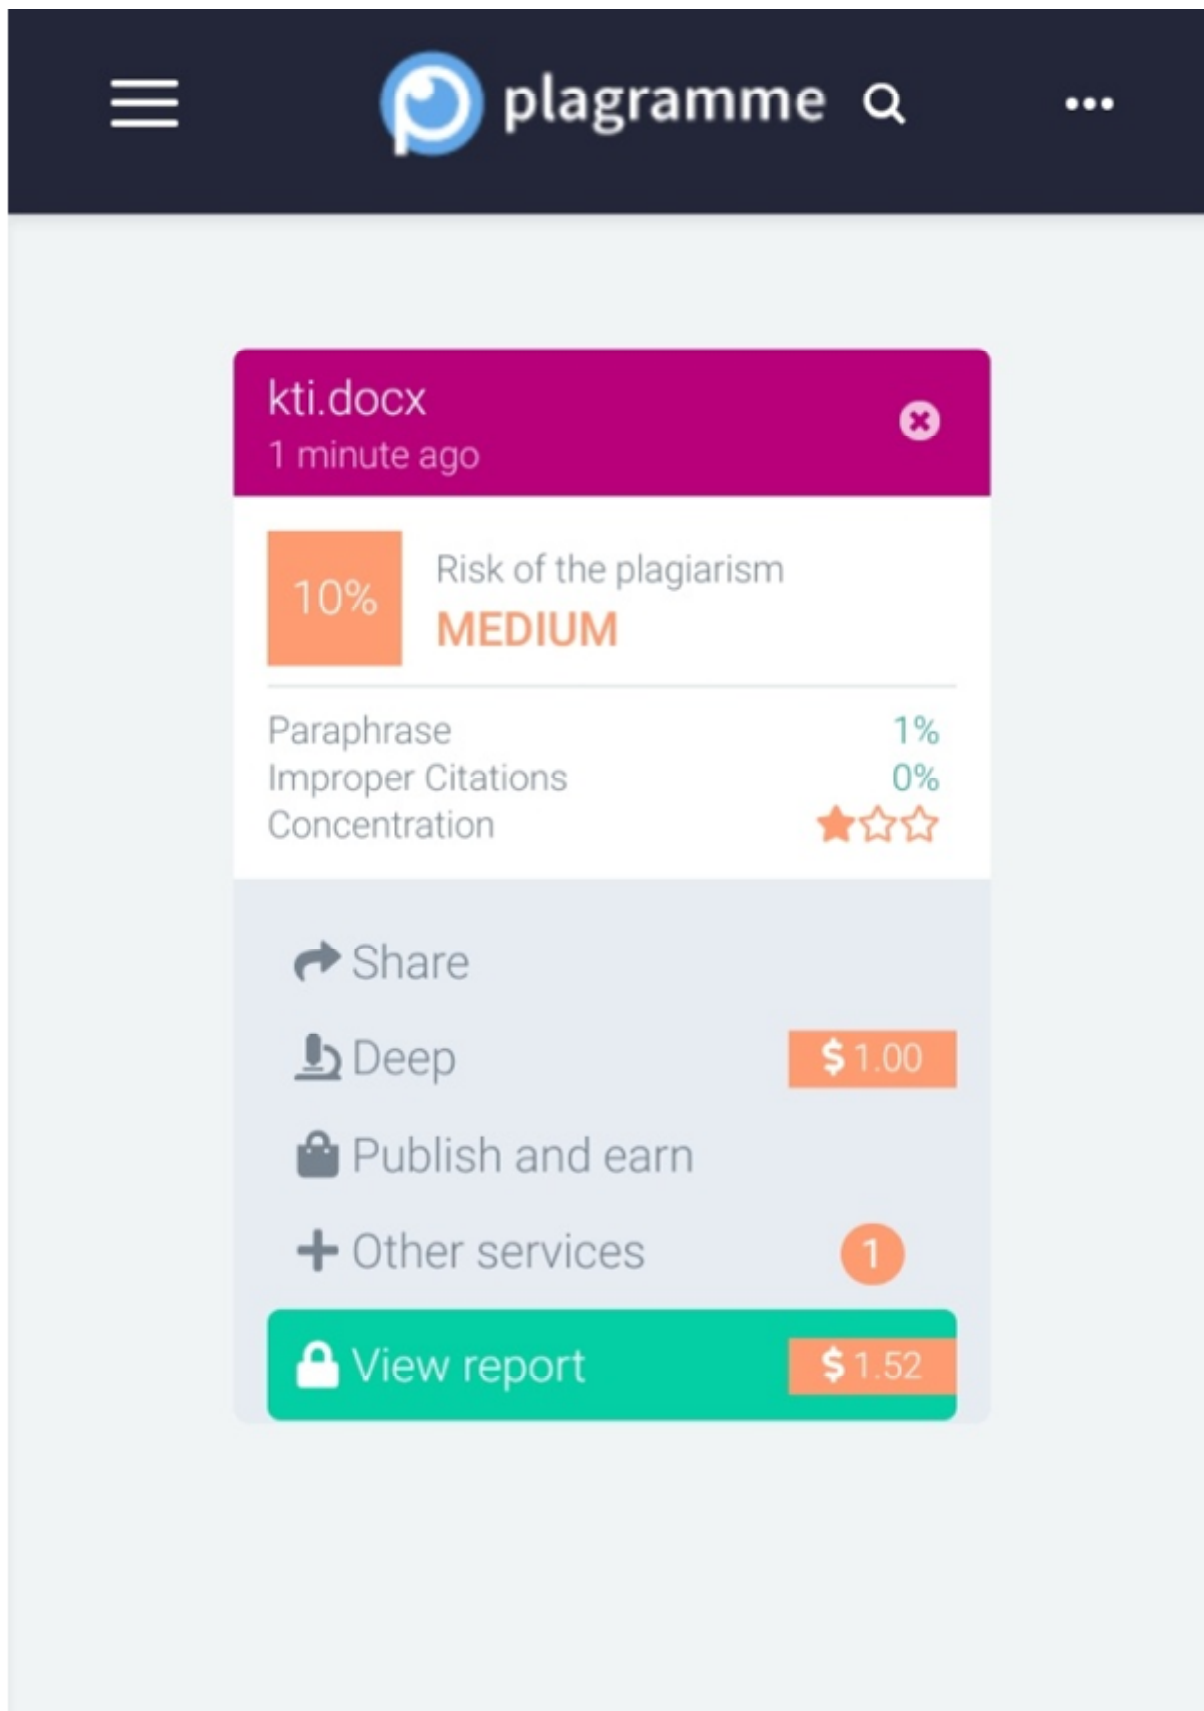 plagramme
kti.docx
1 minute ago
10%
Risk of the plagiarism
MEDIUM
Paraphrase 1%
Improper Citations 0%
Concentration
Share
Deep $ 1.00
Publish and earn
Other services 1
View report $ 1.52